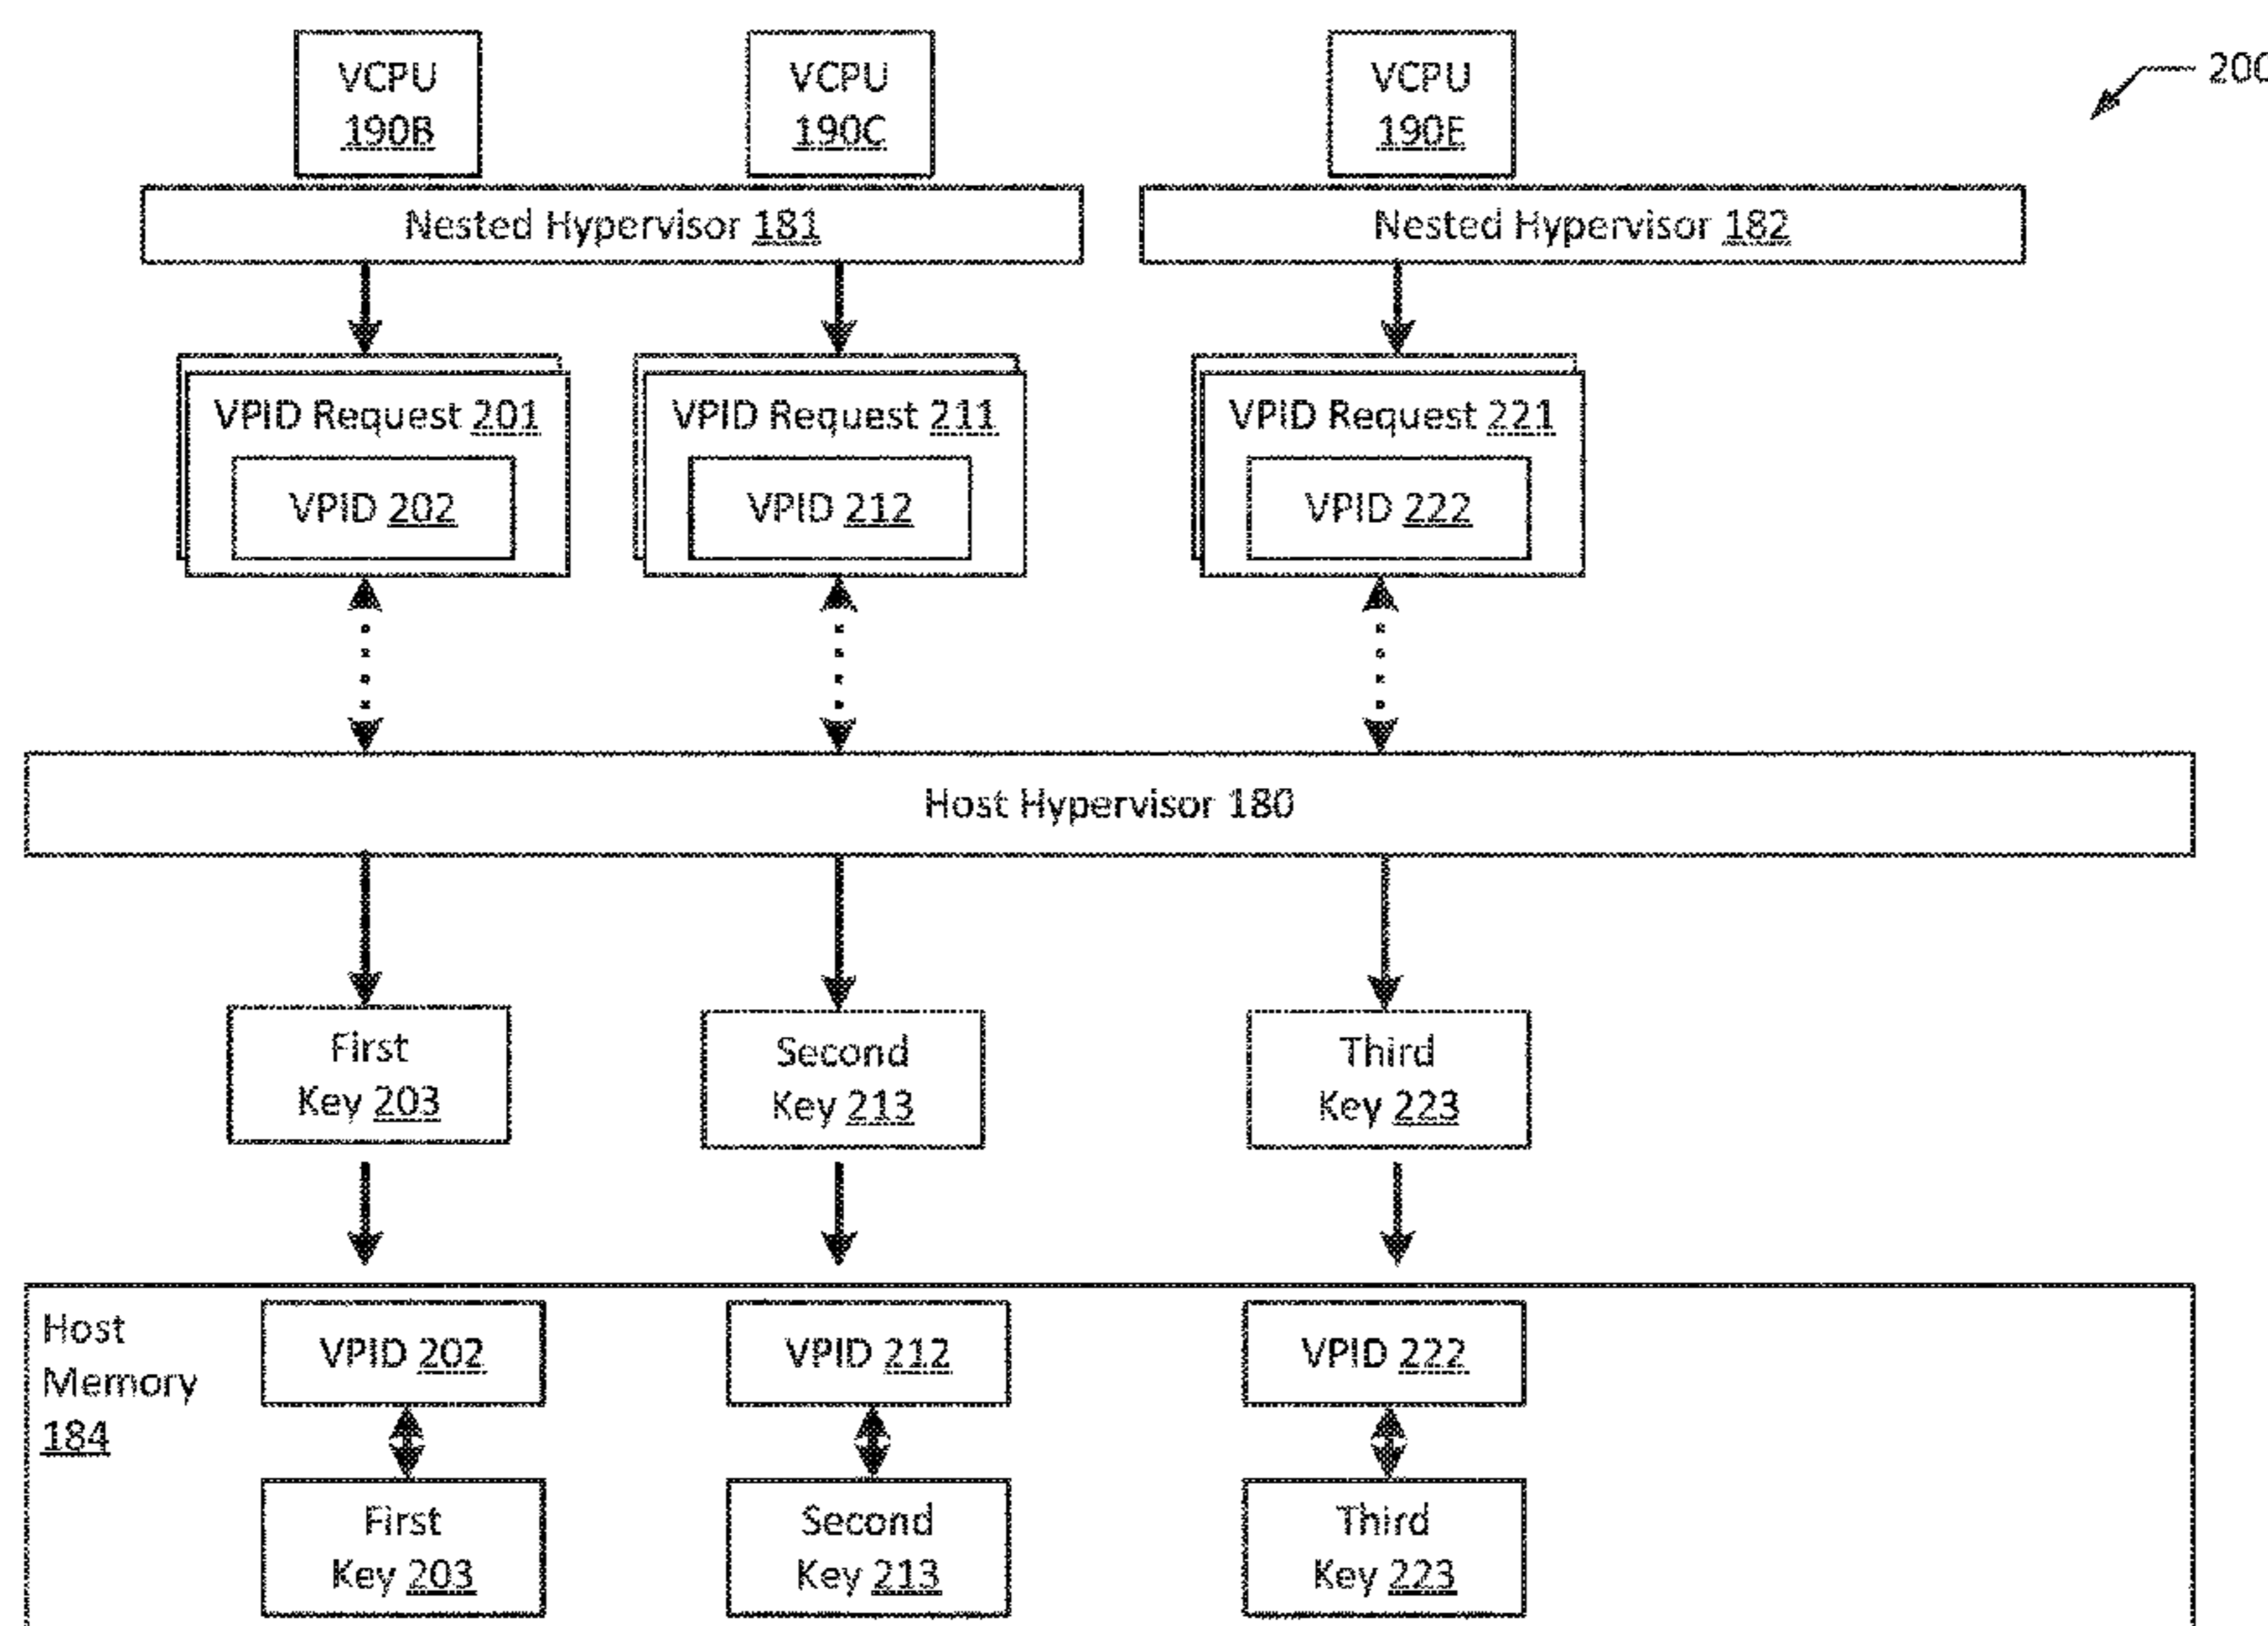 VCPU
190B
VCPU
190C
VCPU
190E
200
Nested Hypervisor 181
Nested Hypervisor 182
VPID Request 201
VPID 202
VPID Request 211
VPID 212
VPID Request 221
VPID 222
Host Hypervisor 180
First
Key 203
Second
Key 213
Third
Key 223
Host
Memory
184
VPID 202
VPID 212
VPID 222
First
Key 203
Second
Key 213
Third
Key 223